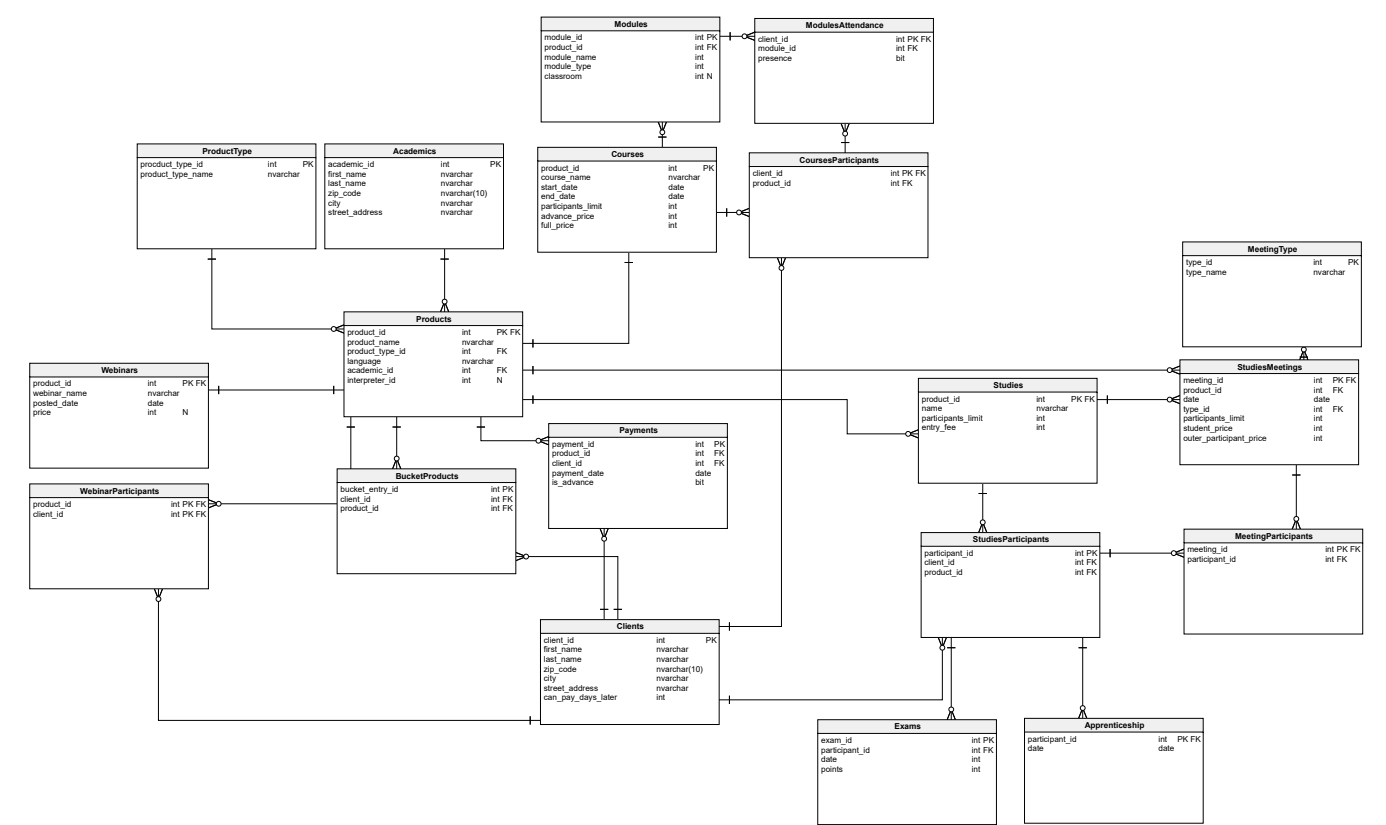 Modules
module_id int PK
product_id int FK
module_name int
module_type int
classroom int N
ModulesAttendance
client_id int PK FK
module_id int FK
presence bit
ProductType
procduct_type_id int PK
product_type_name nvarchar
Academics
academic_id int PK
first_name nvarchar
last_name nvarchar
zip_code nvarchar(10)
city nvarchar
street_address nvarchar
Courses
product_id int PK
course_name nvarchar
start_date date
end_date date
participants_limit int
advance_price int
full_price int
CoursesParticipants
client_id int PK FK
product_id int FK
MeetingType
type_id int PK
type_name nvarchar
Products
product_id int PK FK
product_name nvarchar
product_type_id int FK
language nvarchar
academic_id int FK
interpreter_id int N
Webinars
product_id int PK FK
webinar_name nvarchar
posted_date date
price int N
StudiesMeetings
meeting_id int PK FK
product_id int FK
date date
type_id int FK
participants_limit int
student_price int
outer_participant_price int
Studies
product_id int PK FK
name nvarchar
participants_limit int
entry_fee int
Payments
payment_id int PK
product_id int FK
client_id int FK
payment_date date
is_advance bit
BucketProducts
bucket_entry_id int PK
client_id int FK
product_id int FK
WebinarParticipants
product_id int PK FK
client_id int PK FK
StudiesParticipants
participant_id int PK
client_id int FK
product_id int FK
MeetingParticipants
meeting_id int PK FK
participant_id int FK
Clients
client_id int PK
first_name nvarchar
last_name nvarchar
zip_code nvarchar(10)
city nvarchar
street_address nvarchar
can_pay_days_later int
Exams
exam_id int PK
participant_id int FK
date int
points int
Apprenticeship
participant_id int PK FK
date date